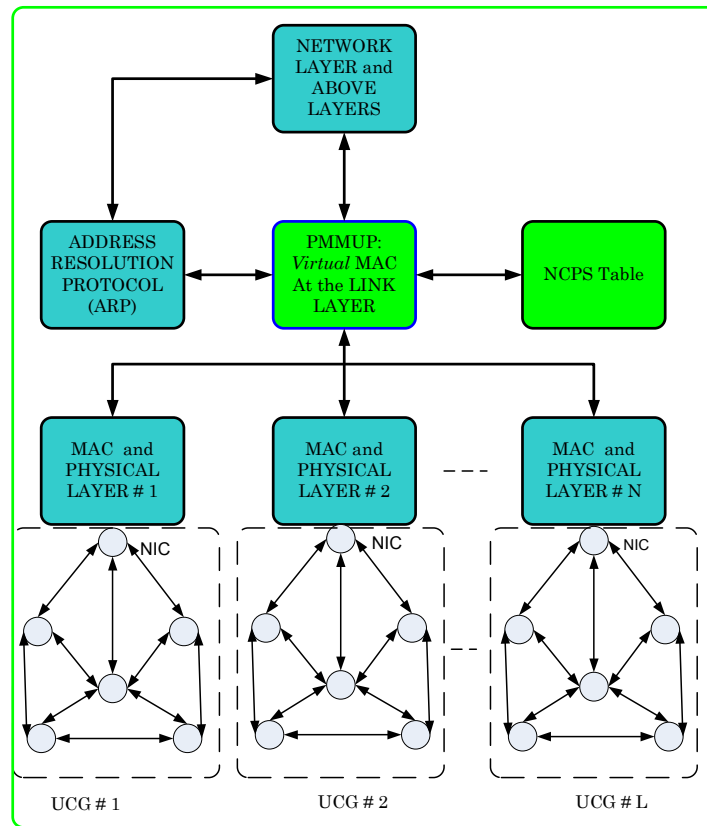 NETWORK
LAYER and
ABOVE
LAYERS
ADDRESS
RESOLUTION
PROTOCOL
(ARP)
PMMUP:
Virtual MAC
At the LINK
LAYER
NCPS Table
MAC and
PHYSICAL
LAYER # 1
MAC and
PHYSICAL
LAYER # 2
MAC and
PHYSICAL
LAYER # N
NIC
NIC
NIC
UCG # 1
UCG # 2
UCG # L